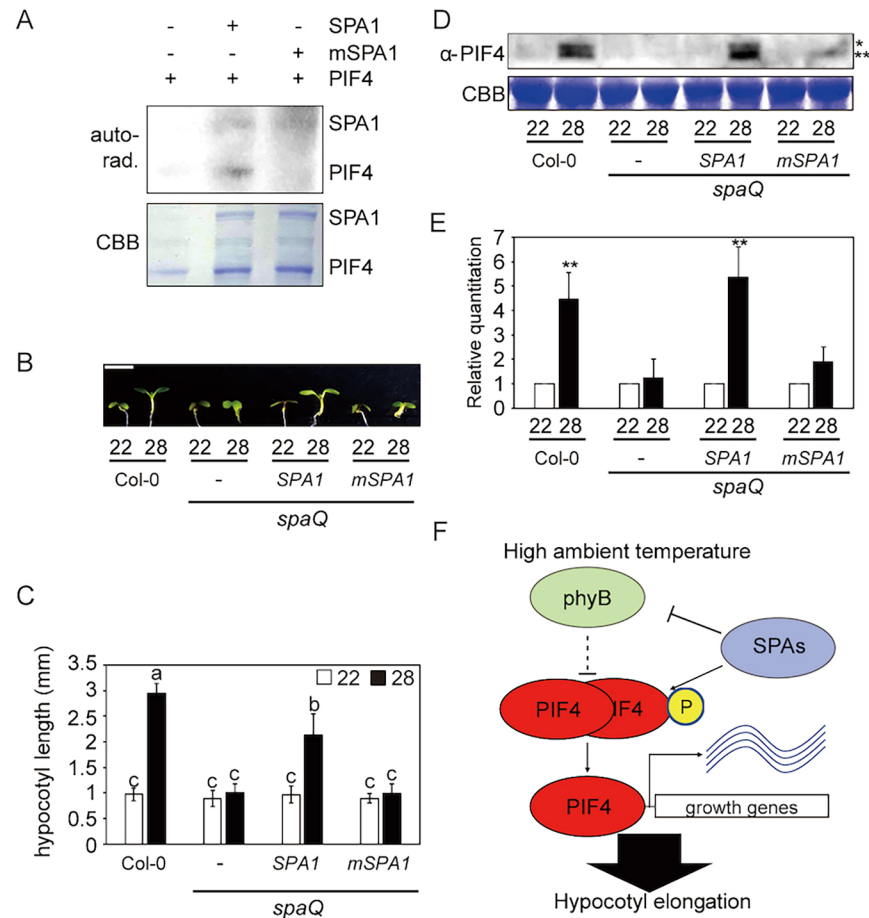 A
- + - SPA1
- - + mSPA1
+ + + PIF4
auto-
rad.
SPA1
PIF4
CBB
SPA1
PIF4
B
22 28 22 28 22 28 22 28
Col-0 - SPA1 mSPA1
spaQ
C
hypocotyl length (mm)
3.5
3
2.5
2
1.5
1
0.5
0
22 28
c a c c c b c c
Col-0 - SPA1 mSPA1
spaQ
D
α-PIF4
*
**
CBB
22 28 22 28 22 28 22 28
Col-0 - SPA1 mSPA1
spaQ
E
Relative quantitation
7
6
5
4
3
2
1
0
** **
22 28 22 28 22 28 22 28
Col-0 - SPA1 mSPA1
spaQ
F
High ambient temperature
phyB
SPAs
PIF4 IF4 P
PIF4
growth genes
Hypocotyl elongation